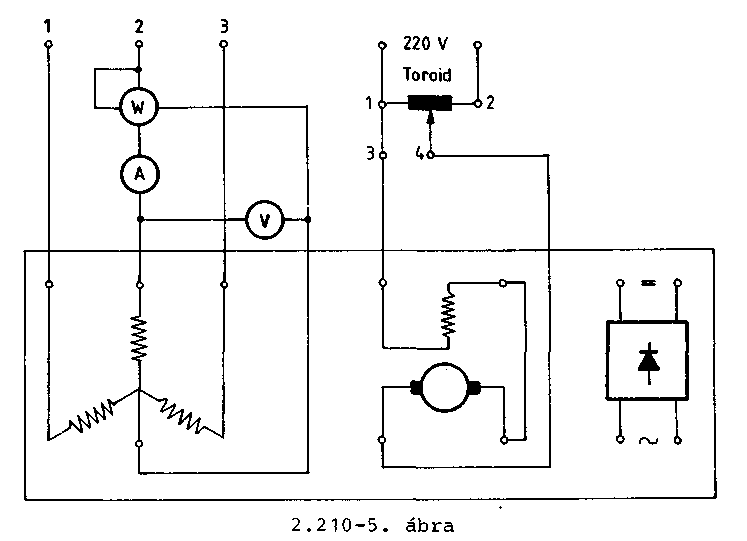 1 2 3
220 V
Toroid
W
1 2
3 4
A
V
=
~
2.210-5. ábra